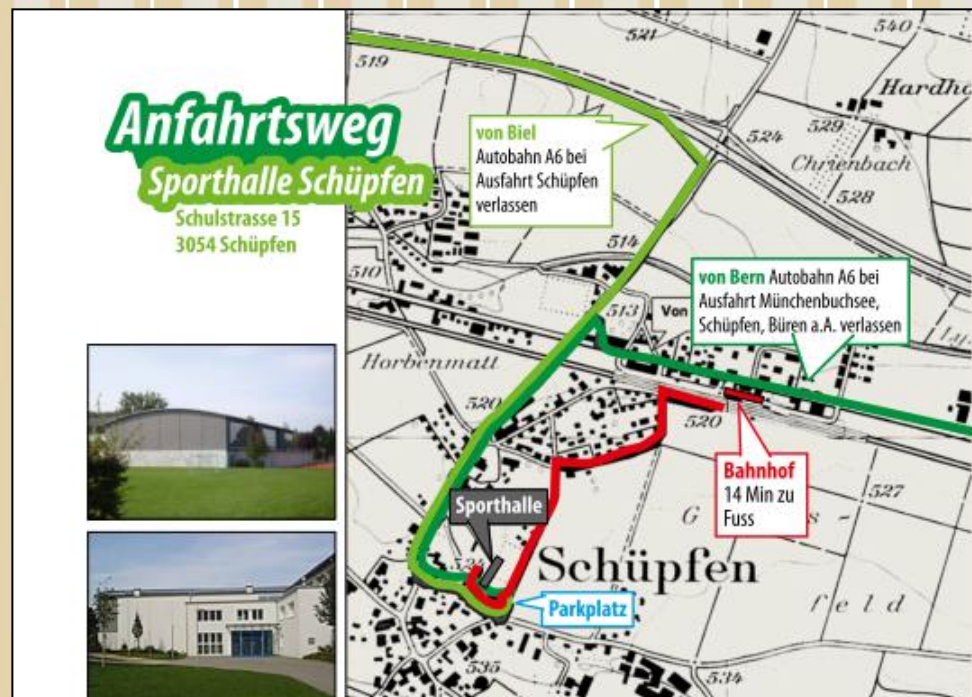 Anfahrtsweg
Sporthalle Schüpfen
Schulstrasse 15
3054 Schüpfen
von Biel
Autobahn A6 bei
Ausfahrt Schüpfen
verlassen
von Bern Autobahn A6 bei
Ausfahrt Münchenbuchsee,
Schüpfen, Büren a.A. verlassen
Von
Bahnhof
14 Min zu
Fuss
Sporthalle
Parkplatz
519
521
540
Hardho
529
524
Chrienbach
528
514
510
513
Horbenmatt
520
520
527
Schüpfen
feld
535
534